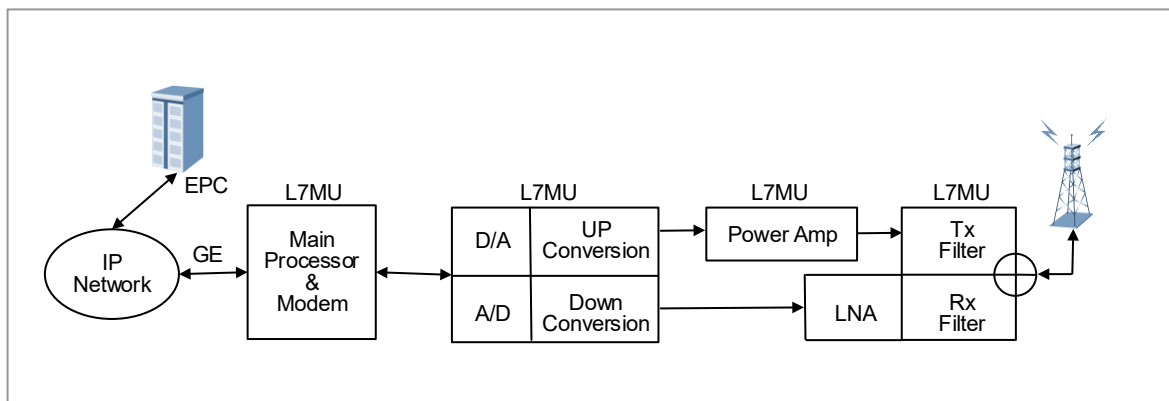 EPC
L7MU
L7MU
L7MU
L7MU
IP
Network
GE
Main
Processor
&
Modem
D/A
UP
Conversion
A/D
Down
Conversion
Power Amp
Tx
Filter
LNA
Rx
Filter